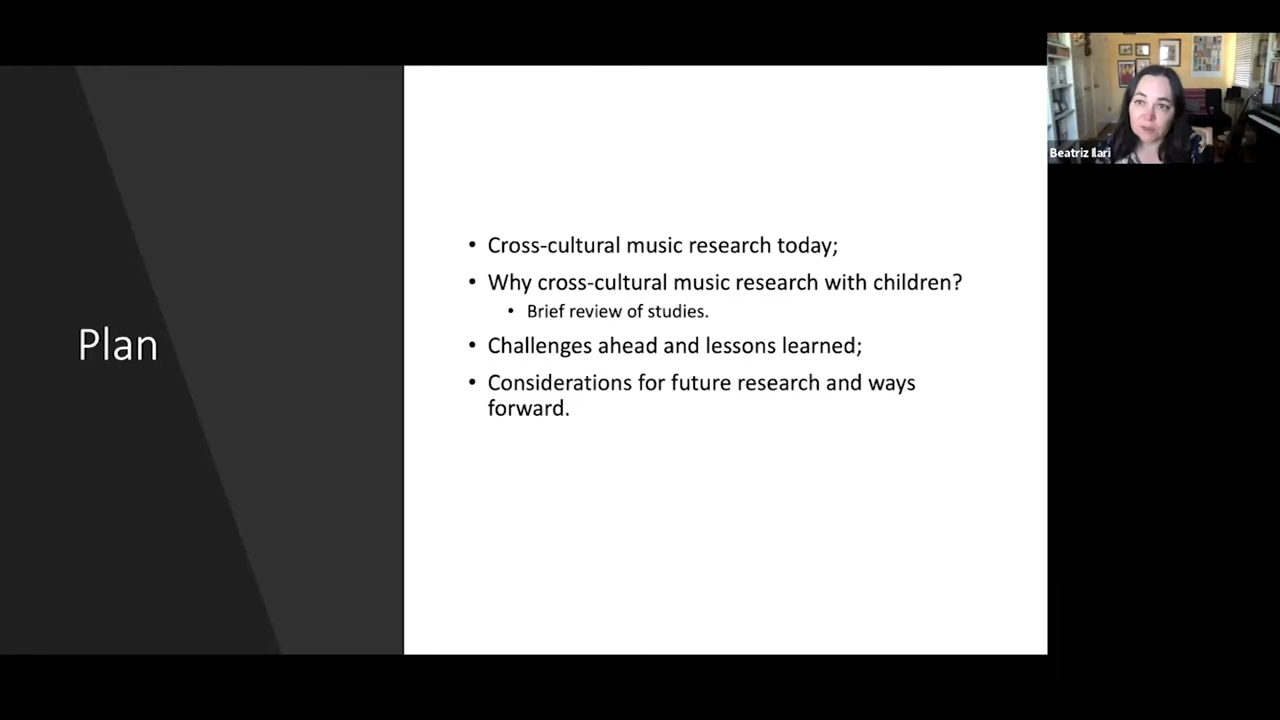 Plan
• Cross-cultural music research today;
• Why cross-cultural music research with children?
• Brief review of studies.
• Challenges ahead and lessons learned;
• Considerations for future research and ways
forward.
Beatriz Ilari